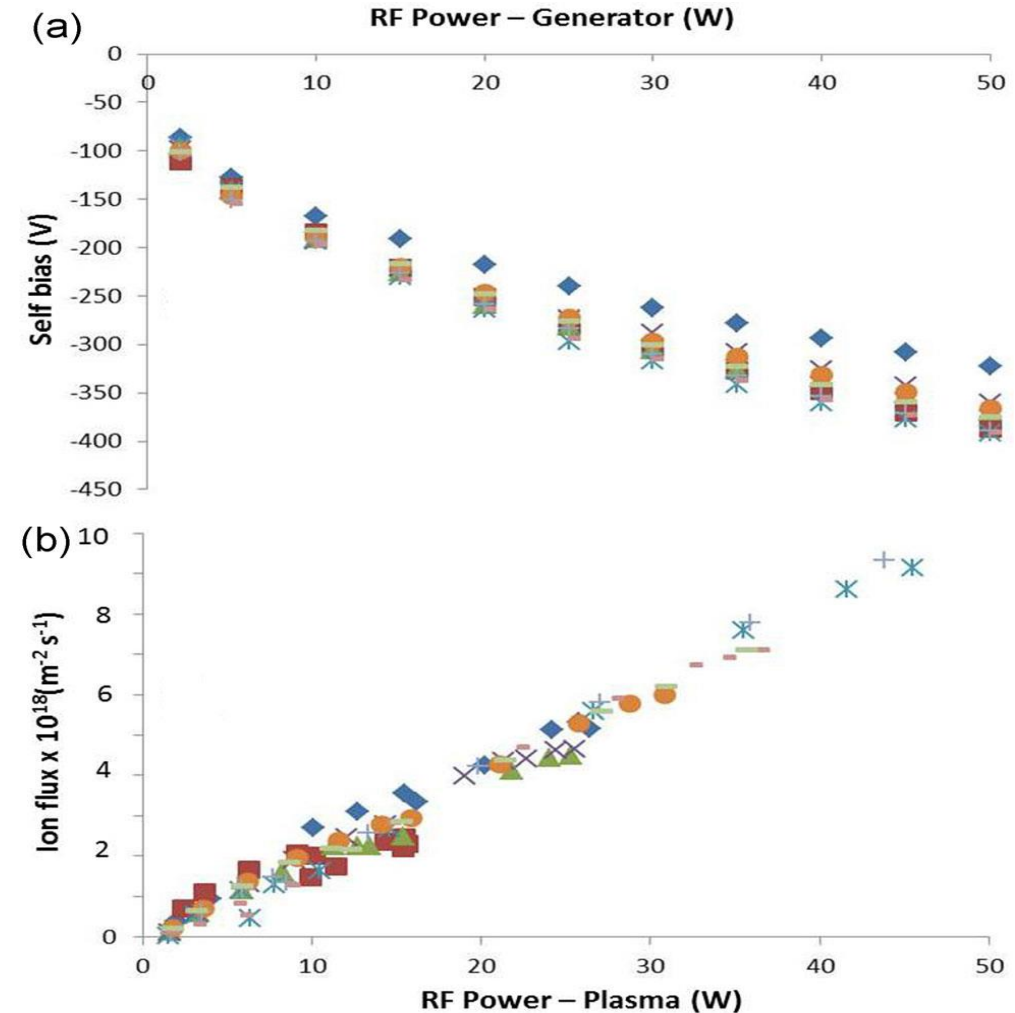 (a)
RF Power – Generator (W)
0
0 10 20 30 40 50
-50
-100
-150
-200
-250
-300
-350
-400
-450
Self bias (V)
(b)
10
8
6
4
2
0
Ion flux x 10¹⁸(m⁻² s⁻¹)
0 10 20 30 40 50
RF Power – Plasma (W)